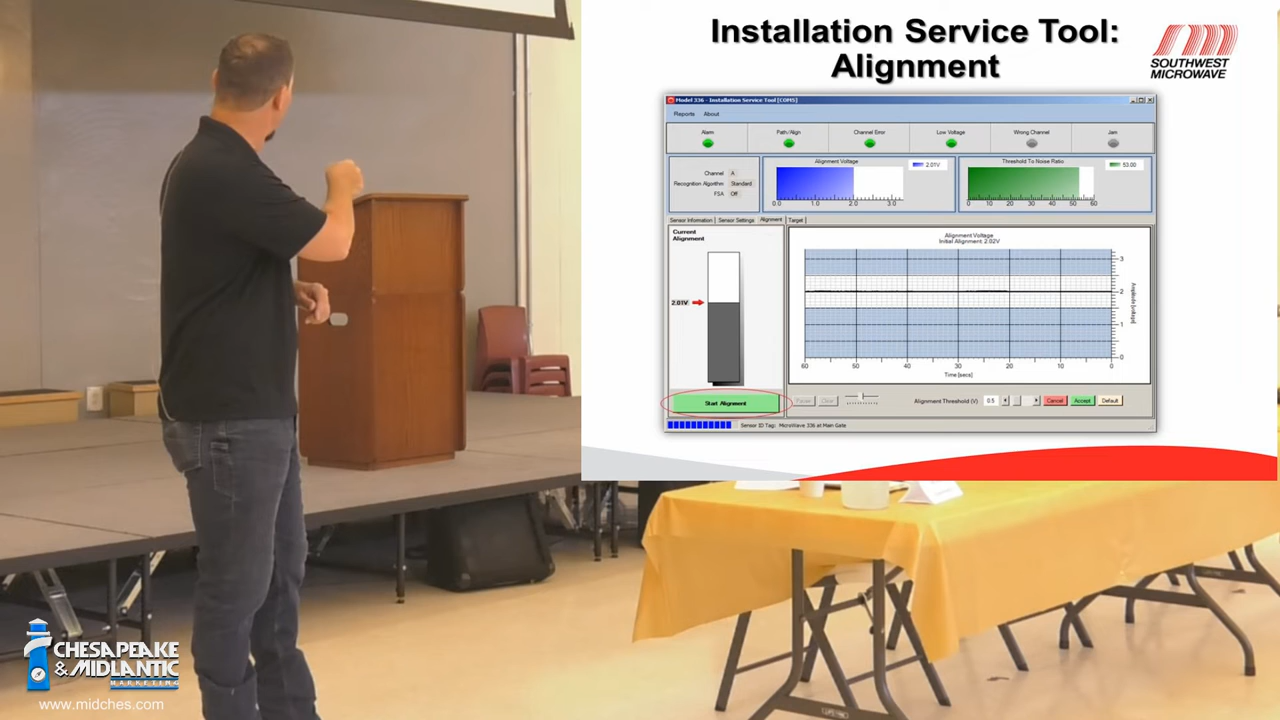 Installation Service Tool:
Alignment
SOUTHWEST
MICROWAVE
Model 336 - Installation Service Tool [COM5]
Reports About
Alarm Path/Align Channel Error Low Voltage Wrong Channel Jam
Channel A
Recognition Algorithm Standard
FSA Off
Alignment Voltage
2.01V
0.0 1.0 2.0 3.0
Threshold To Noise Ratio
53.00
0 10 20 30 40 50 60
Sensor Information Sensor Settings Alignment Target
Current
Alignment
2.01V
Start Alignment
Alignment Voltage
Initial Alignment, 2.02V
3
2
1
0
Amplitude [voltage]
60 50 40 30 20 10 0
Time [secs]
Pause Clear
Alignment Threshold (V) 0.5 Cancel Accept Default
Sensor ID Tag: MicroWave 336 at Main Gate
CHESAPEAKE
& MIDLANTIC
MARKETING
www.midches.com